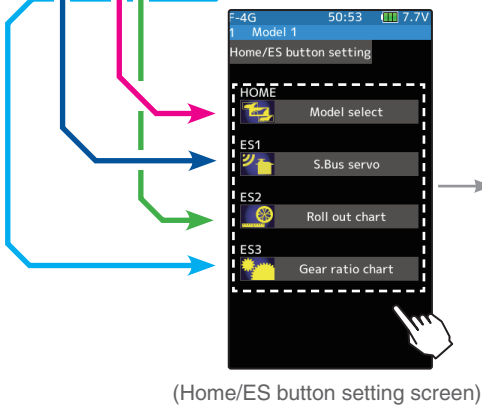 F-4G 50:53 7.7V
1 Model 1
Home/ES button setting
HOME
Model select
ES1
S.Bus servo
ES2
Roll out chart
ES3
Gear ratio chart
(Home/ES button setting screen)